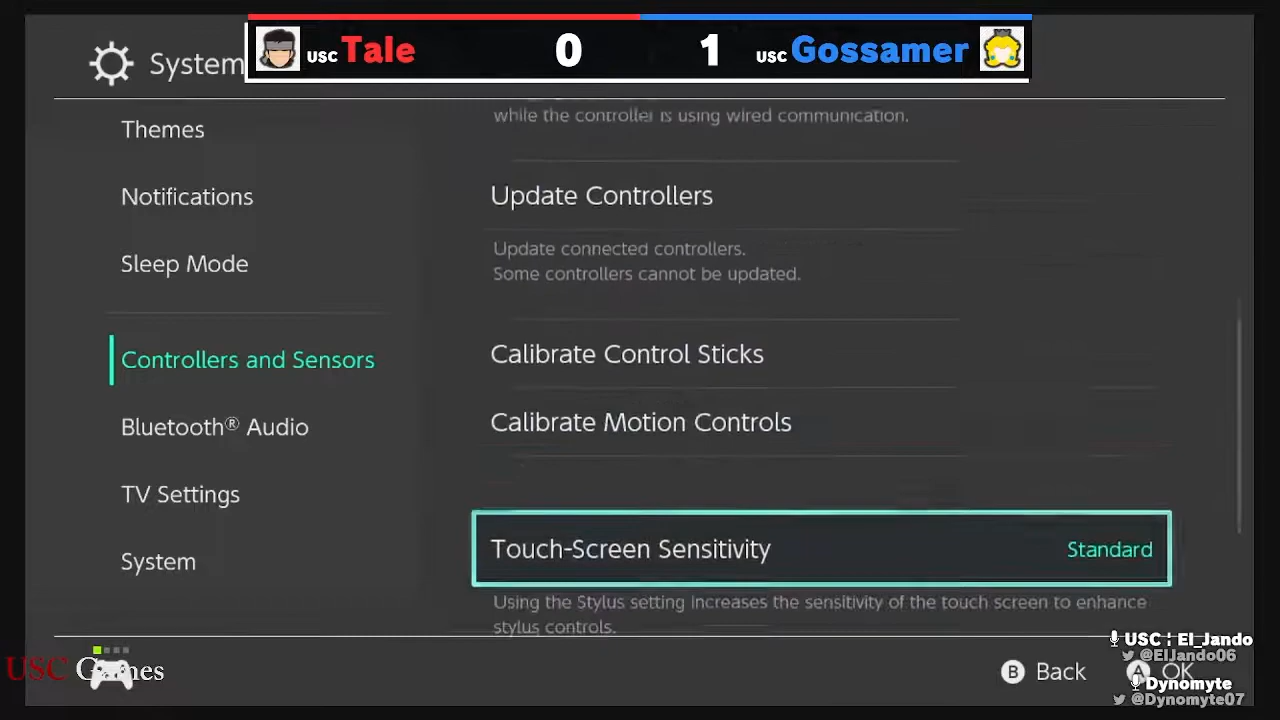 System
USC Tale
0
1
USC Gossamer
Themes
Notifications
Sleep Mode
Controllers and Sensors
Bluetooth® Audio
TV Settings
System
while the controller is using wired communication.
Update Controllers
Update connected controllers.
Some controllers cannot be updated.
Calibrate Control Sticks
Calibrate Motion Controls
Touch-Screen Sensitivity
Standard
Using the Stylus setting increases the sensitivity of the touch screen to enhance
stylus controls.
USC Games
B Back
A OK
USC | El_Jando
@ElJando06
Dynomyte
@Dynomyte07